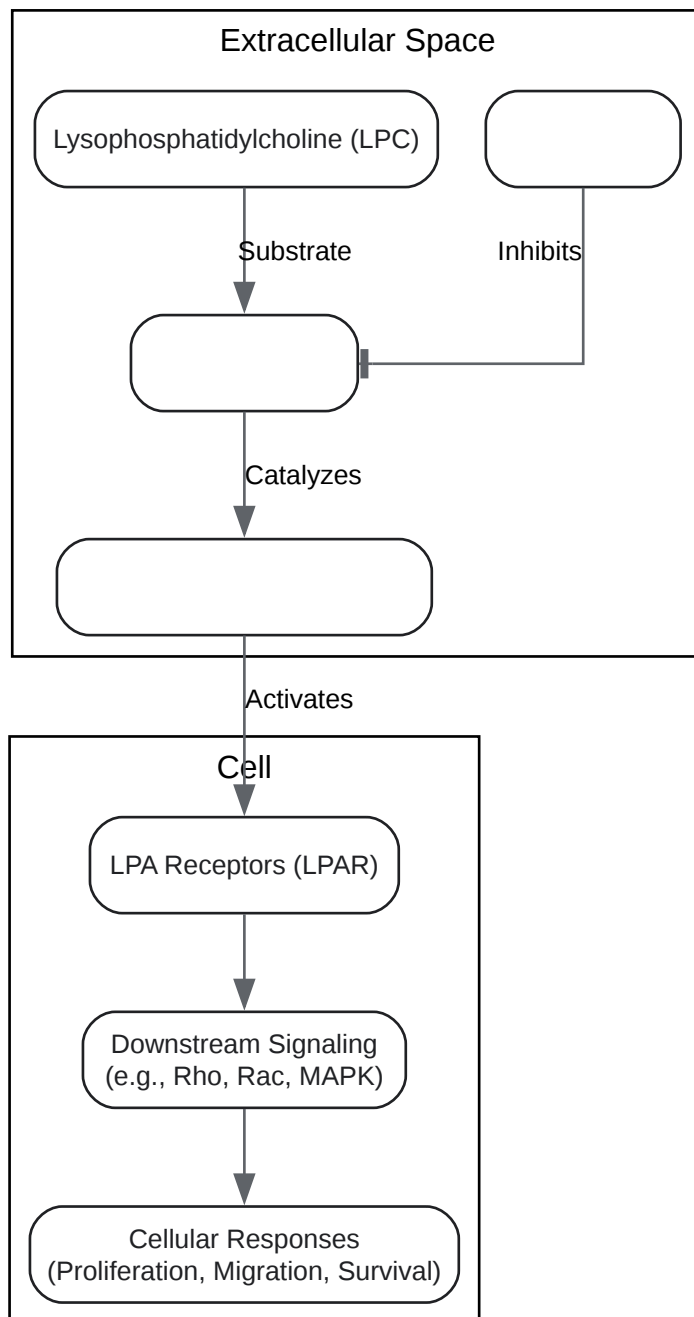 Extracellular Space
Lysophosphatidylcholine (LPC)
Substrate
Inhibits
Catalyzes
Activates
Cell
LPA Receptors (LPAR)
Downstream Signaling
(e.g., Rho, Rac, MAPK)
Cellular Responses
(Proliferation, Migration, Survival)